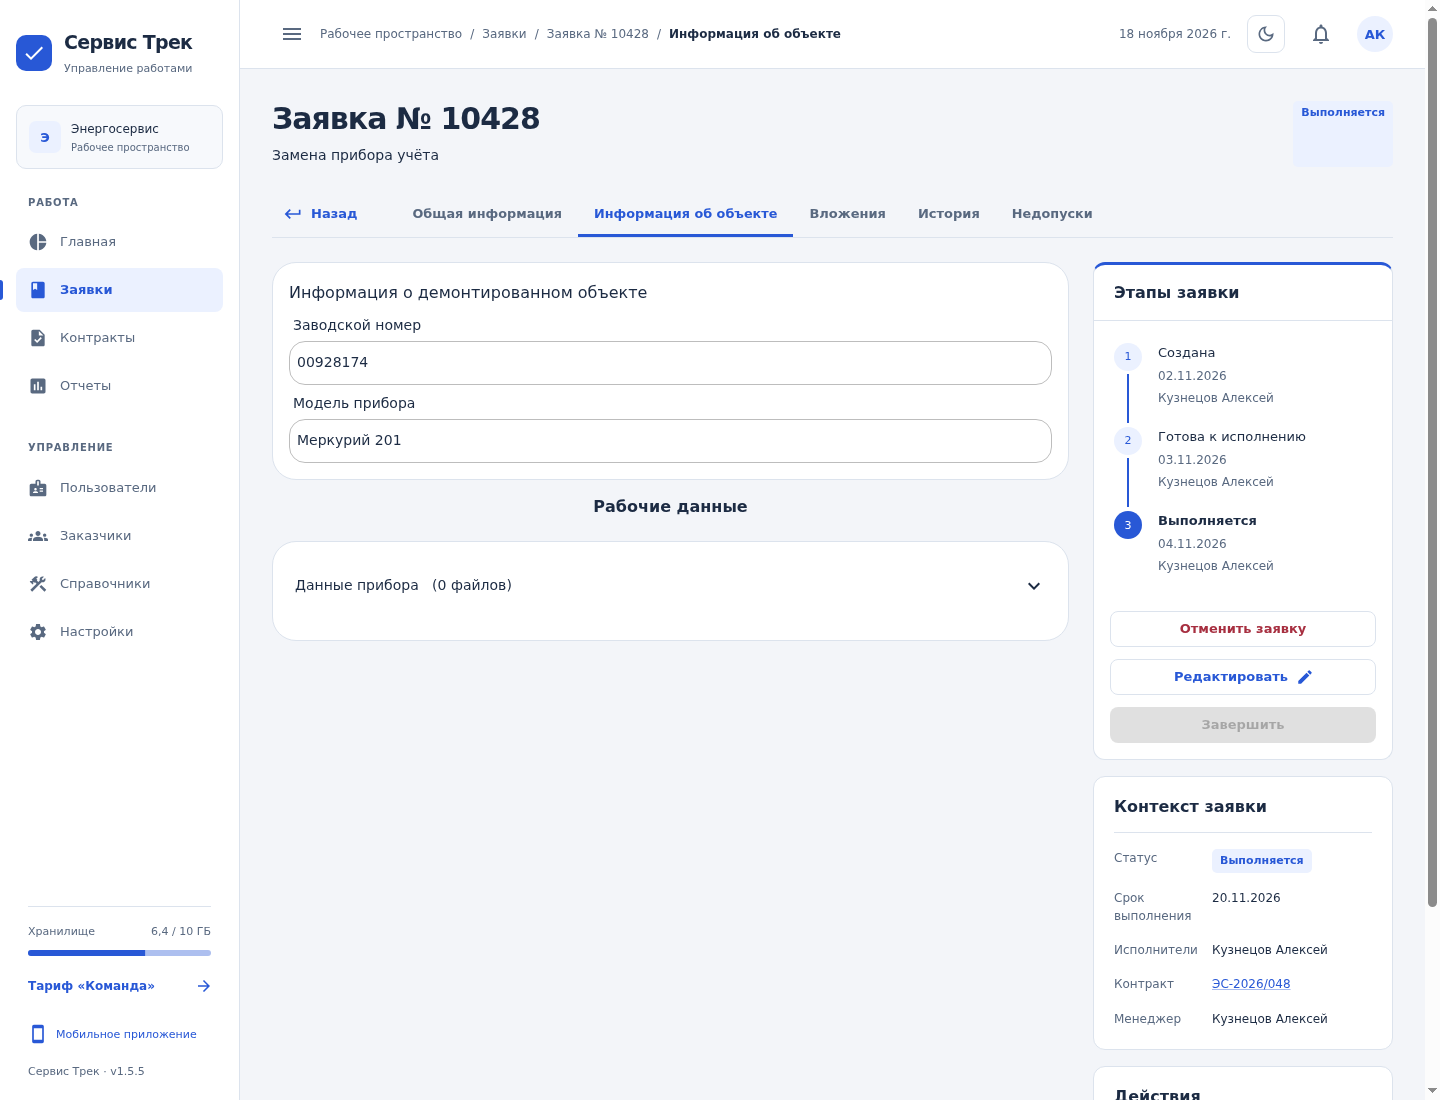 Сервис Трек
Управление работами
Э
Энергосервис
Рабочее пространство
РАБОТА
Главная
Заявки
Контракты
Отчеты
УПРАВЛЕНИЕ
Пользователи
Заказчики
Справочники
Настройки
Хранилище 6,4 / 10 ГБ
Тариф «Команда»
Мобильное приложение
Сервис Трек · v1.5.5
Рабочее пространство / Заявки / Заявка № 10428 / Информация об объекте
18 ноября 2026 г.
АК
Заявка № 10428
Замена прибора учёта
Выполняется
Назад
Общая информация
Информация об объекте
Вложения
История
Недопуски
Информация о демонтированном объекте
Заводской номер
00928174
Модель прибора
Меркурий 201
Рабочие данные
Данные прибора (0 файлов)
Этапы заявки
1 Создана
02.11.2026
Кузнецов Алексей
2 Готова к исполнению
03.11.2026
Кузнецов Алексей
3 Выполняется
04.11.2026
Кузнецов Алексей
Отменить заявку
Редактировать
Завершить
Контекст заявки
Статус Выполняется
Срок выполнения 20.11.2026
Исполнители Кузнецов Алексей
Контракт ЭС-2026/048
Менеджер Кузнецов Алексей
Действия